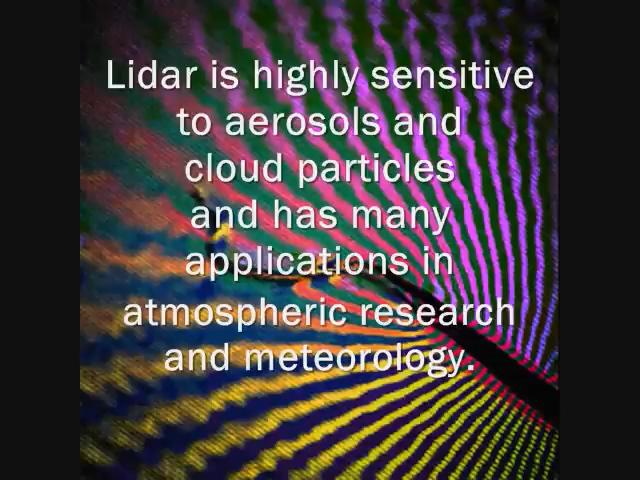 Lidar is highly sensitive
to aerosols and
cloud particles
and has many
applications in
atmospheric research
and meteorology.